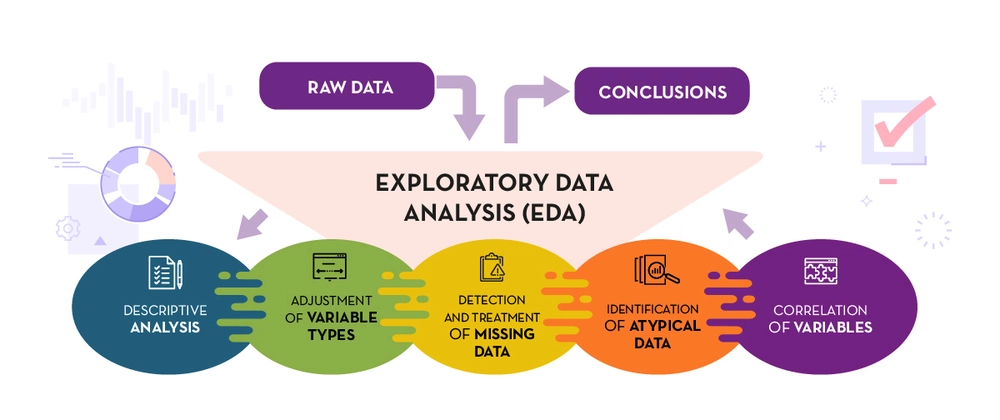 RAW DATA
CONCLUSIONS
EXPLORATORY DATA
ANALYSIS (EDA)
DESCRIPTIVE
ANALYSIS
ADJUSTMENT
OF VARIABLE
TYPES
DETECTION
AND TREATMENT
OF MISSING
DATA
IDENTIFICATION
OF ATYPICAL
DATA
CORRELATION
OF VARIABLES